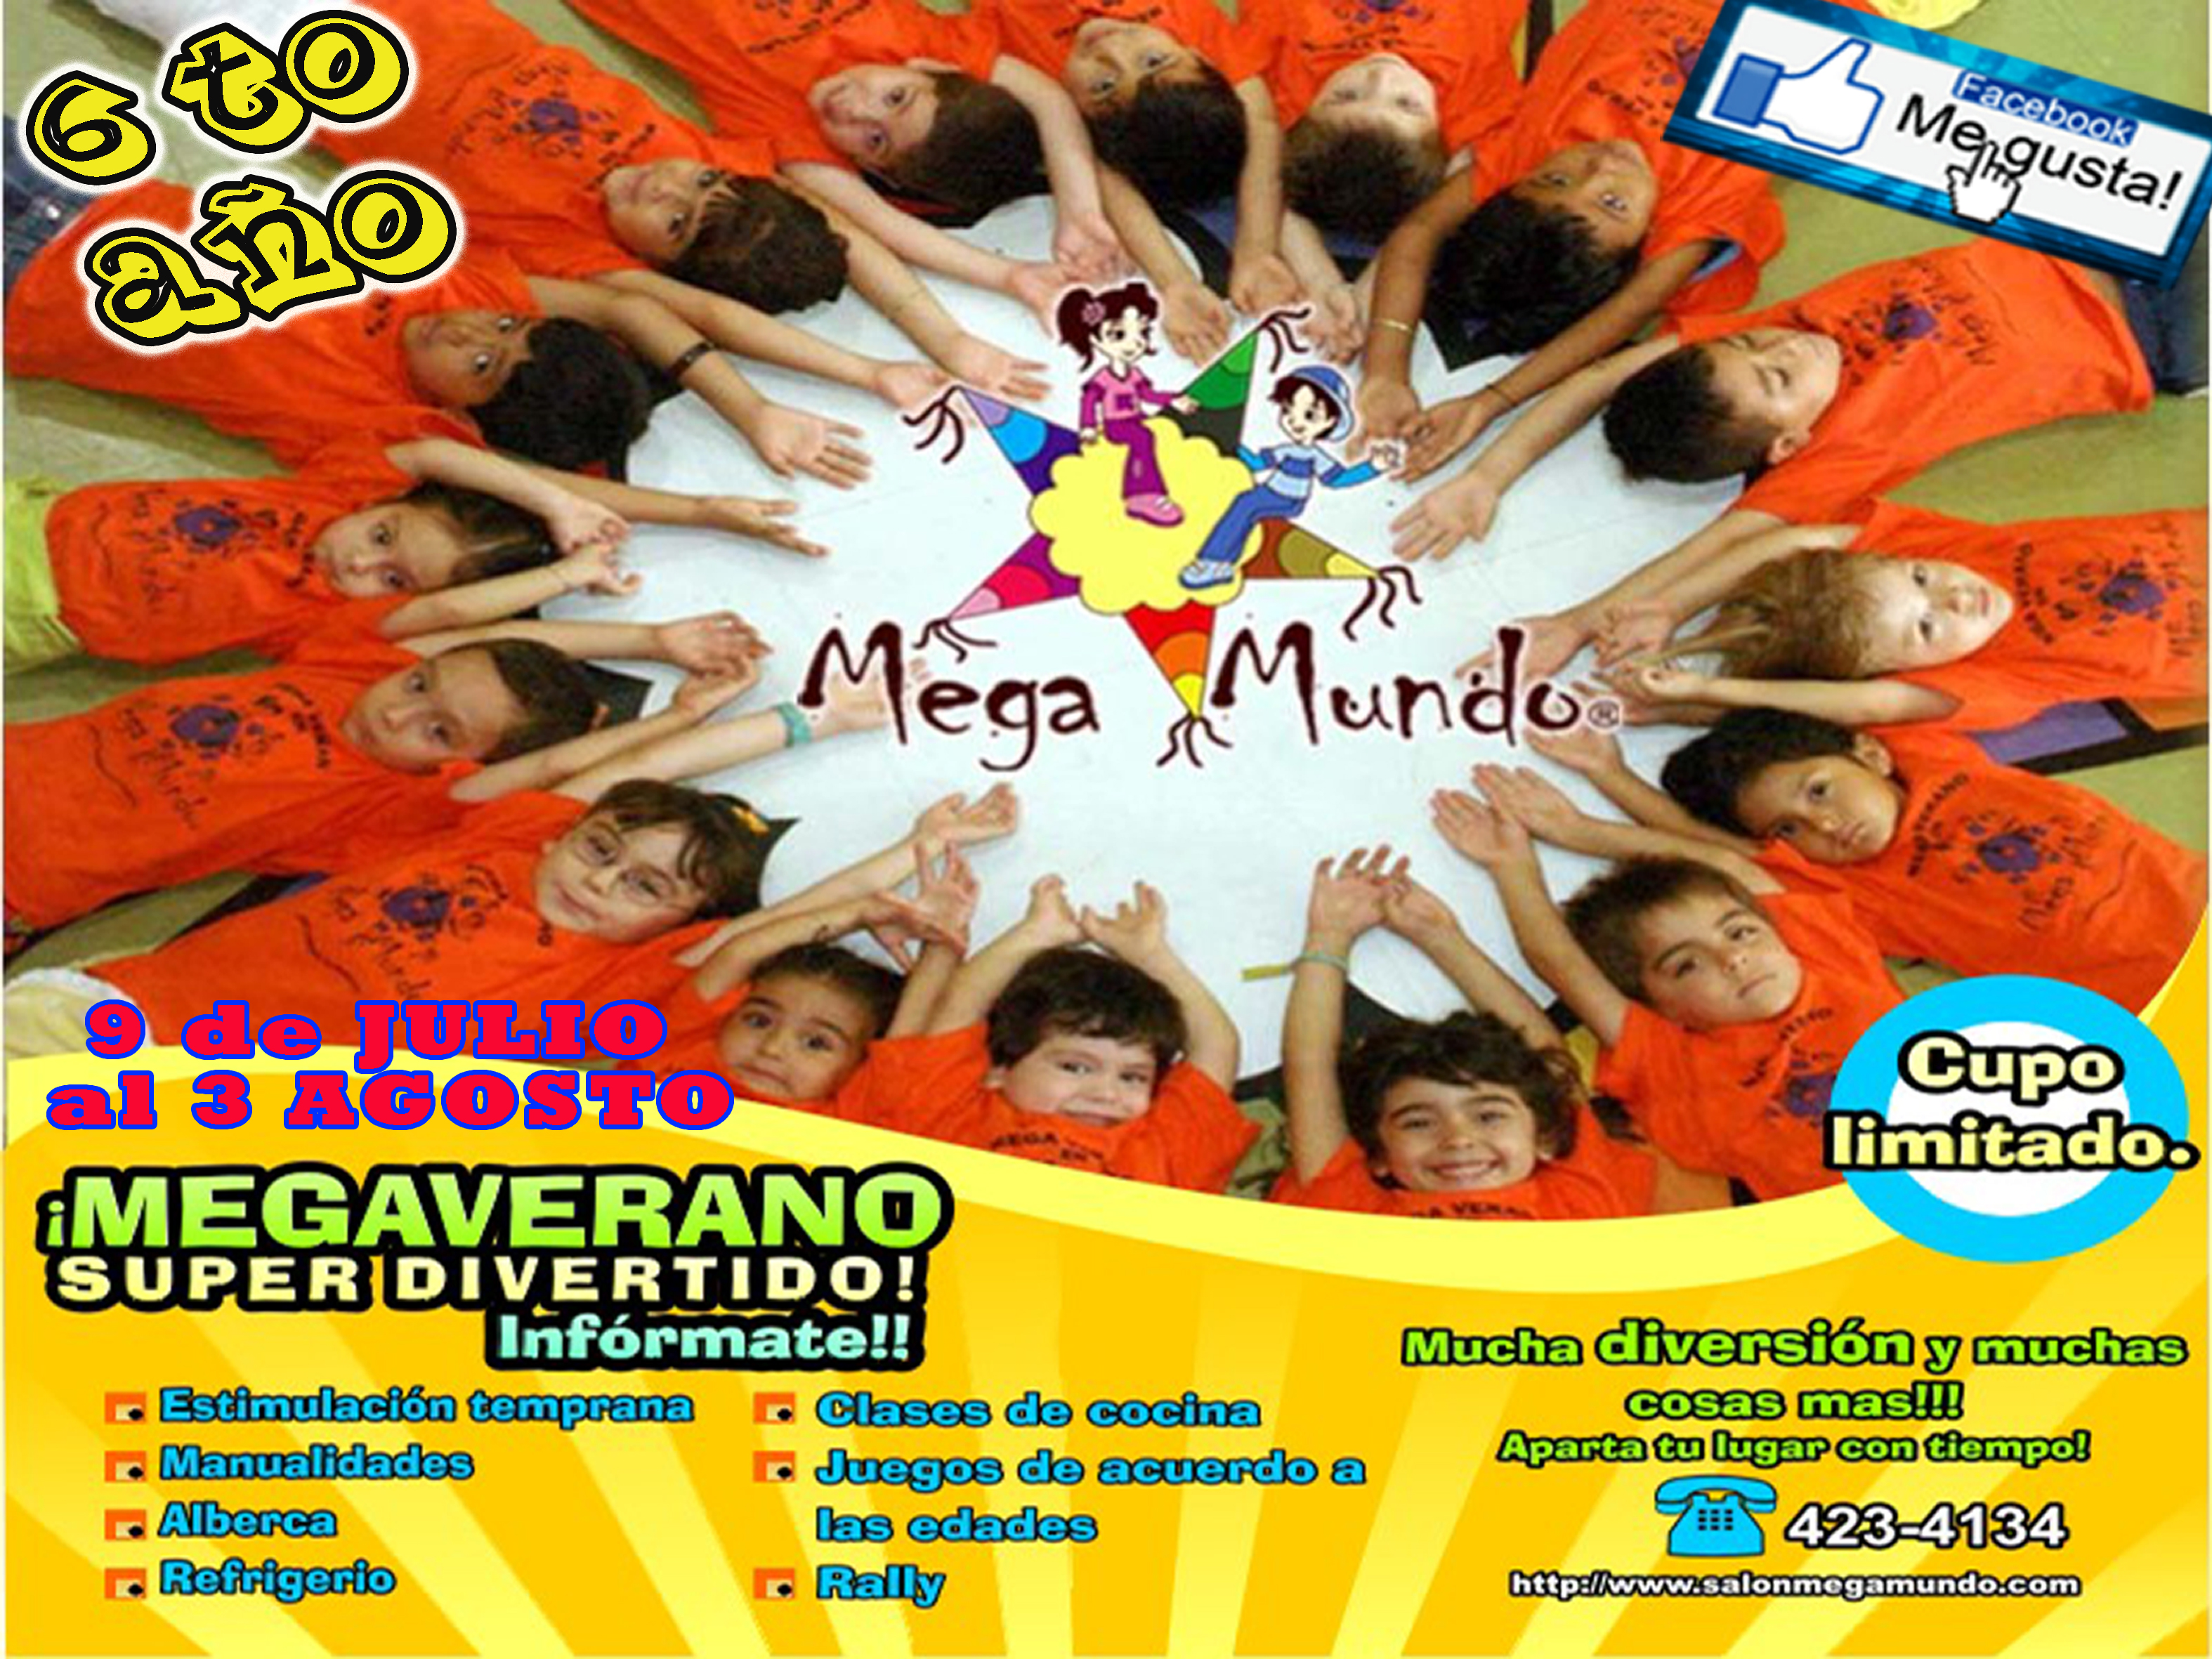 6 to
año
Facebook
Me gusta!
Mega Mundo®
9 de JULIO
al 3 AGOSTO
Cupo
limitado.
¡MEGAVERANO
SUPER DIVERTIDO!
Infórmate!!
Estimulación temprana
Manualidades
Alberca
Refrigerio
Clases de cocina
Juegos de acuerdo a
las edades
Rally
Mucha diversión y muchas
cosas mas!!!
Aparta tu lugar con tiempo!
423-4134
http://www.salonmegamundo.com